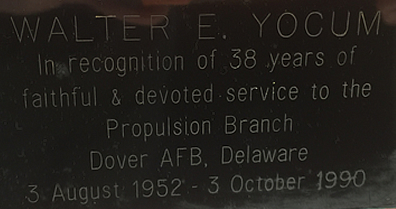 WALTER E. YOCUM
In recognition of 38 years of
faithful & devoted service to the
Propulsion Branch
Dover AFB, Delaware
3 August 1952 - 3 October 1990